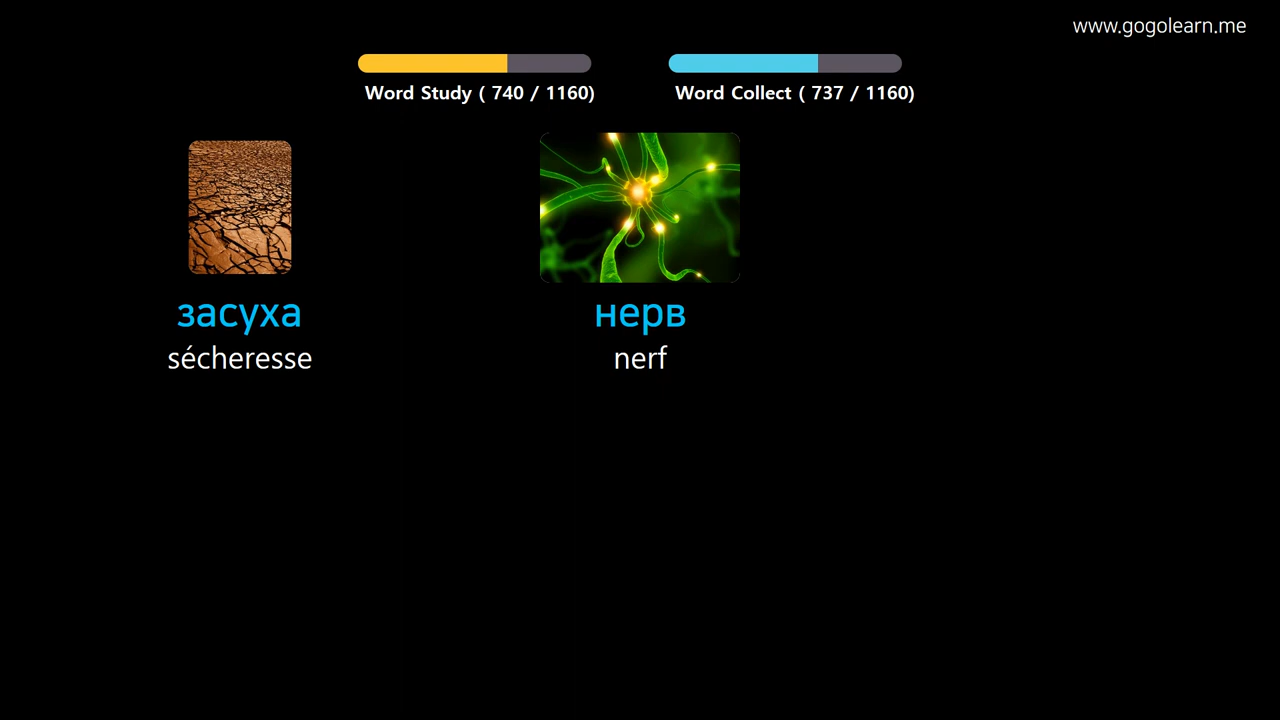 www.gogolearn.me
Word Study ( 740 / 1160)
Word Collect ( 737 / 1160)
засуха
sécheresse
нерв
nerf